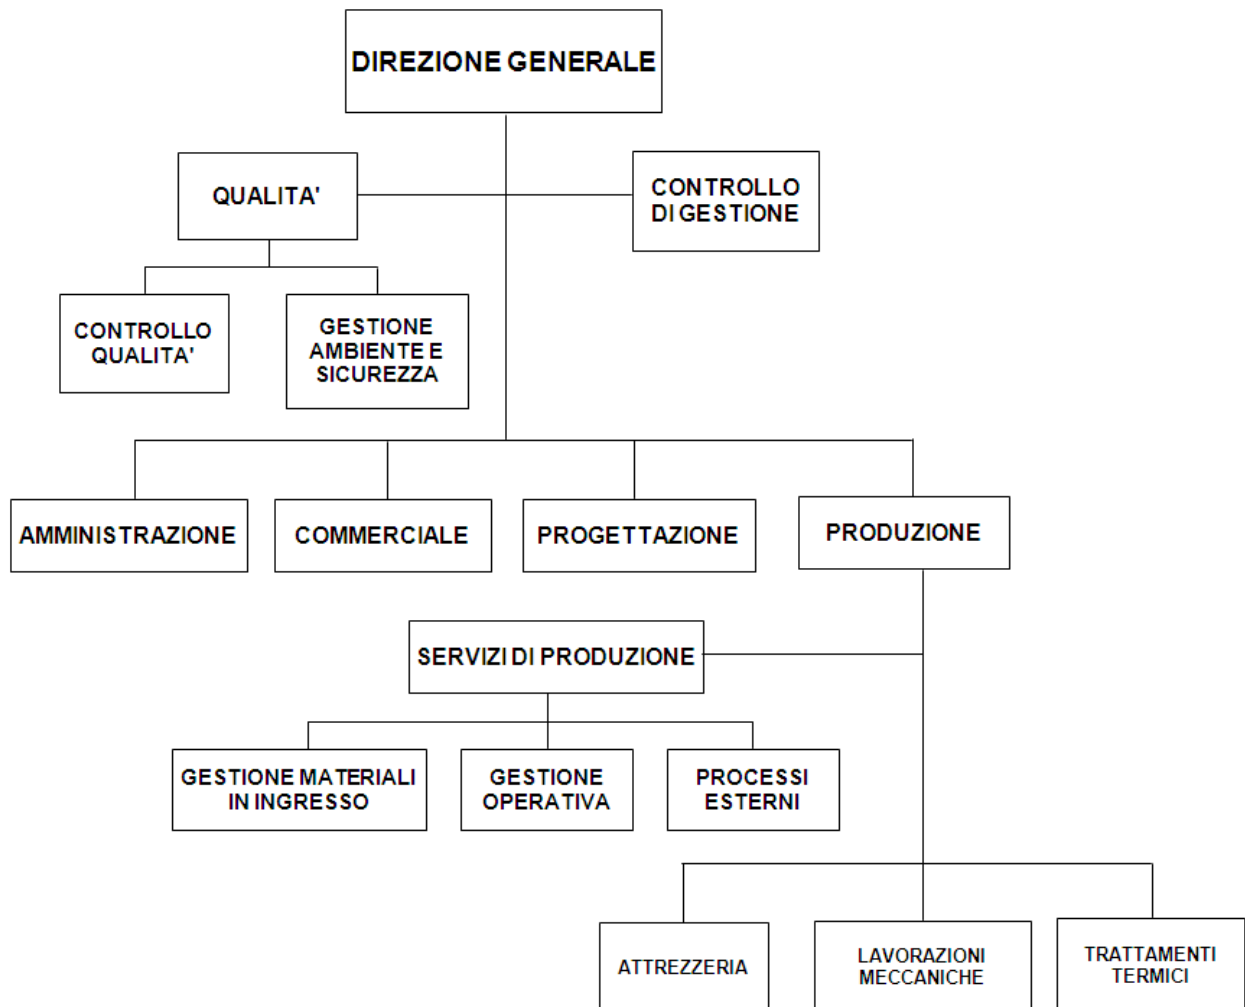 DIREZIONE GENERALE
QUALITA'
CONTROLLO
DI GESTIONE
CONTROLLO
QUALITA'
GESTIONE
AMBIENTE E
SICUREZZA
AMMINISTRAZIONE
COMMERCIALE
PROGETTAZIONE
PRODUZIONE
SERVIZI DI PRODUZIONE
GESTIONE MATERIALI
IN INGRESSO
GESTIONE
OPERATIVA
PROCESSI
ESTERNI
ATTREZZERIA
LAVORAZIONI
MECCANICHE
TRATTAMENTI
TERMICI